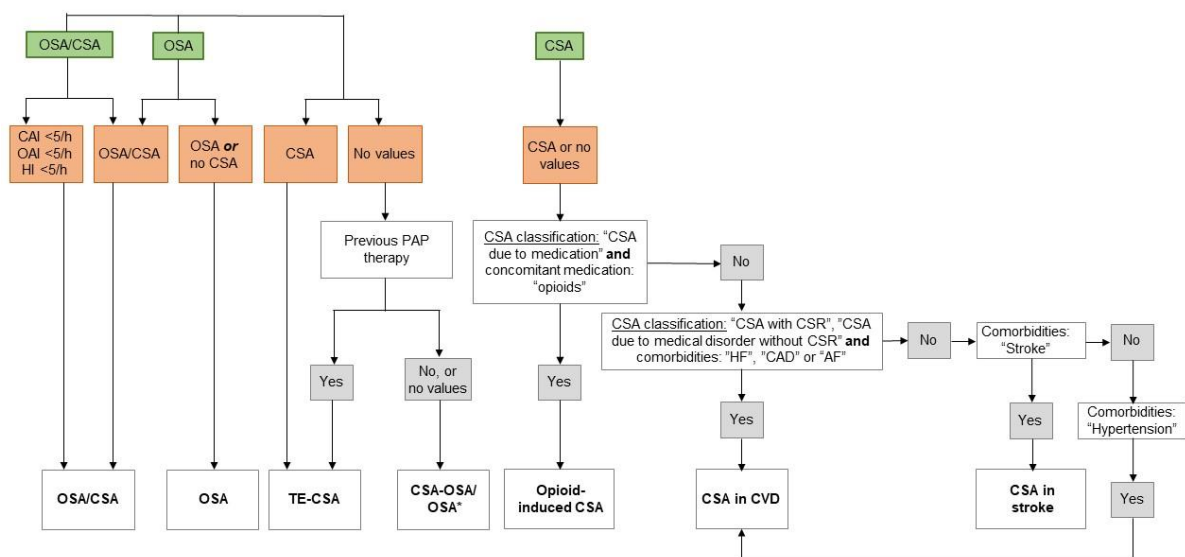 OSA/CSA
OSA
CSA
CAI <5/h
OAI <5/h
HI <5/h
OSA/CSA
OSA or
no CSA
CSA
No values
CSA or no
values
Previous PAP
therapy
CSA classification: “CSA
due to medication” and
concomitant medication:
“opioids”
No
CSA classification: “CSA with CSR”, ”CSA
due to medical disorder without CSR” and
comorbidities: “HF”, ”CAD” or “AF”
No
Comorbidities:
“Stroke”
No
Yes
No, or
no values
Yes
Yes
Yes
Comorbidities:
“Hypertension”
Yes
OSA/CSA
OSA
TE-CSA
CSA-OSA/
OSA*
Opioid-
induced CSA
CSA in CVD
CSA in
stroke